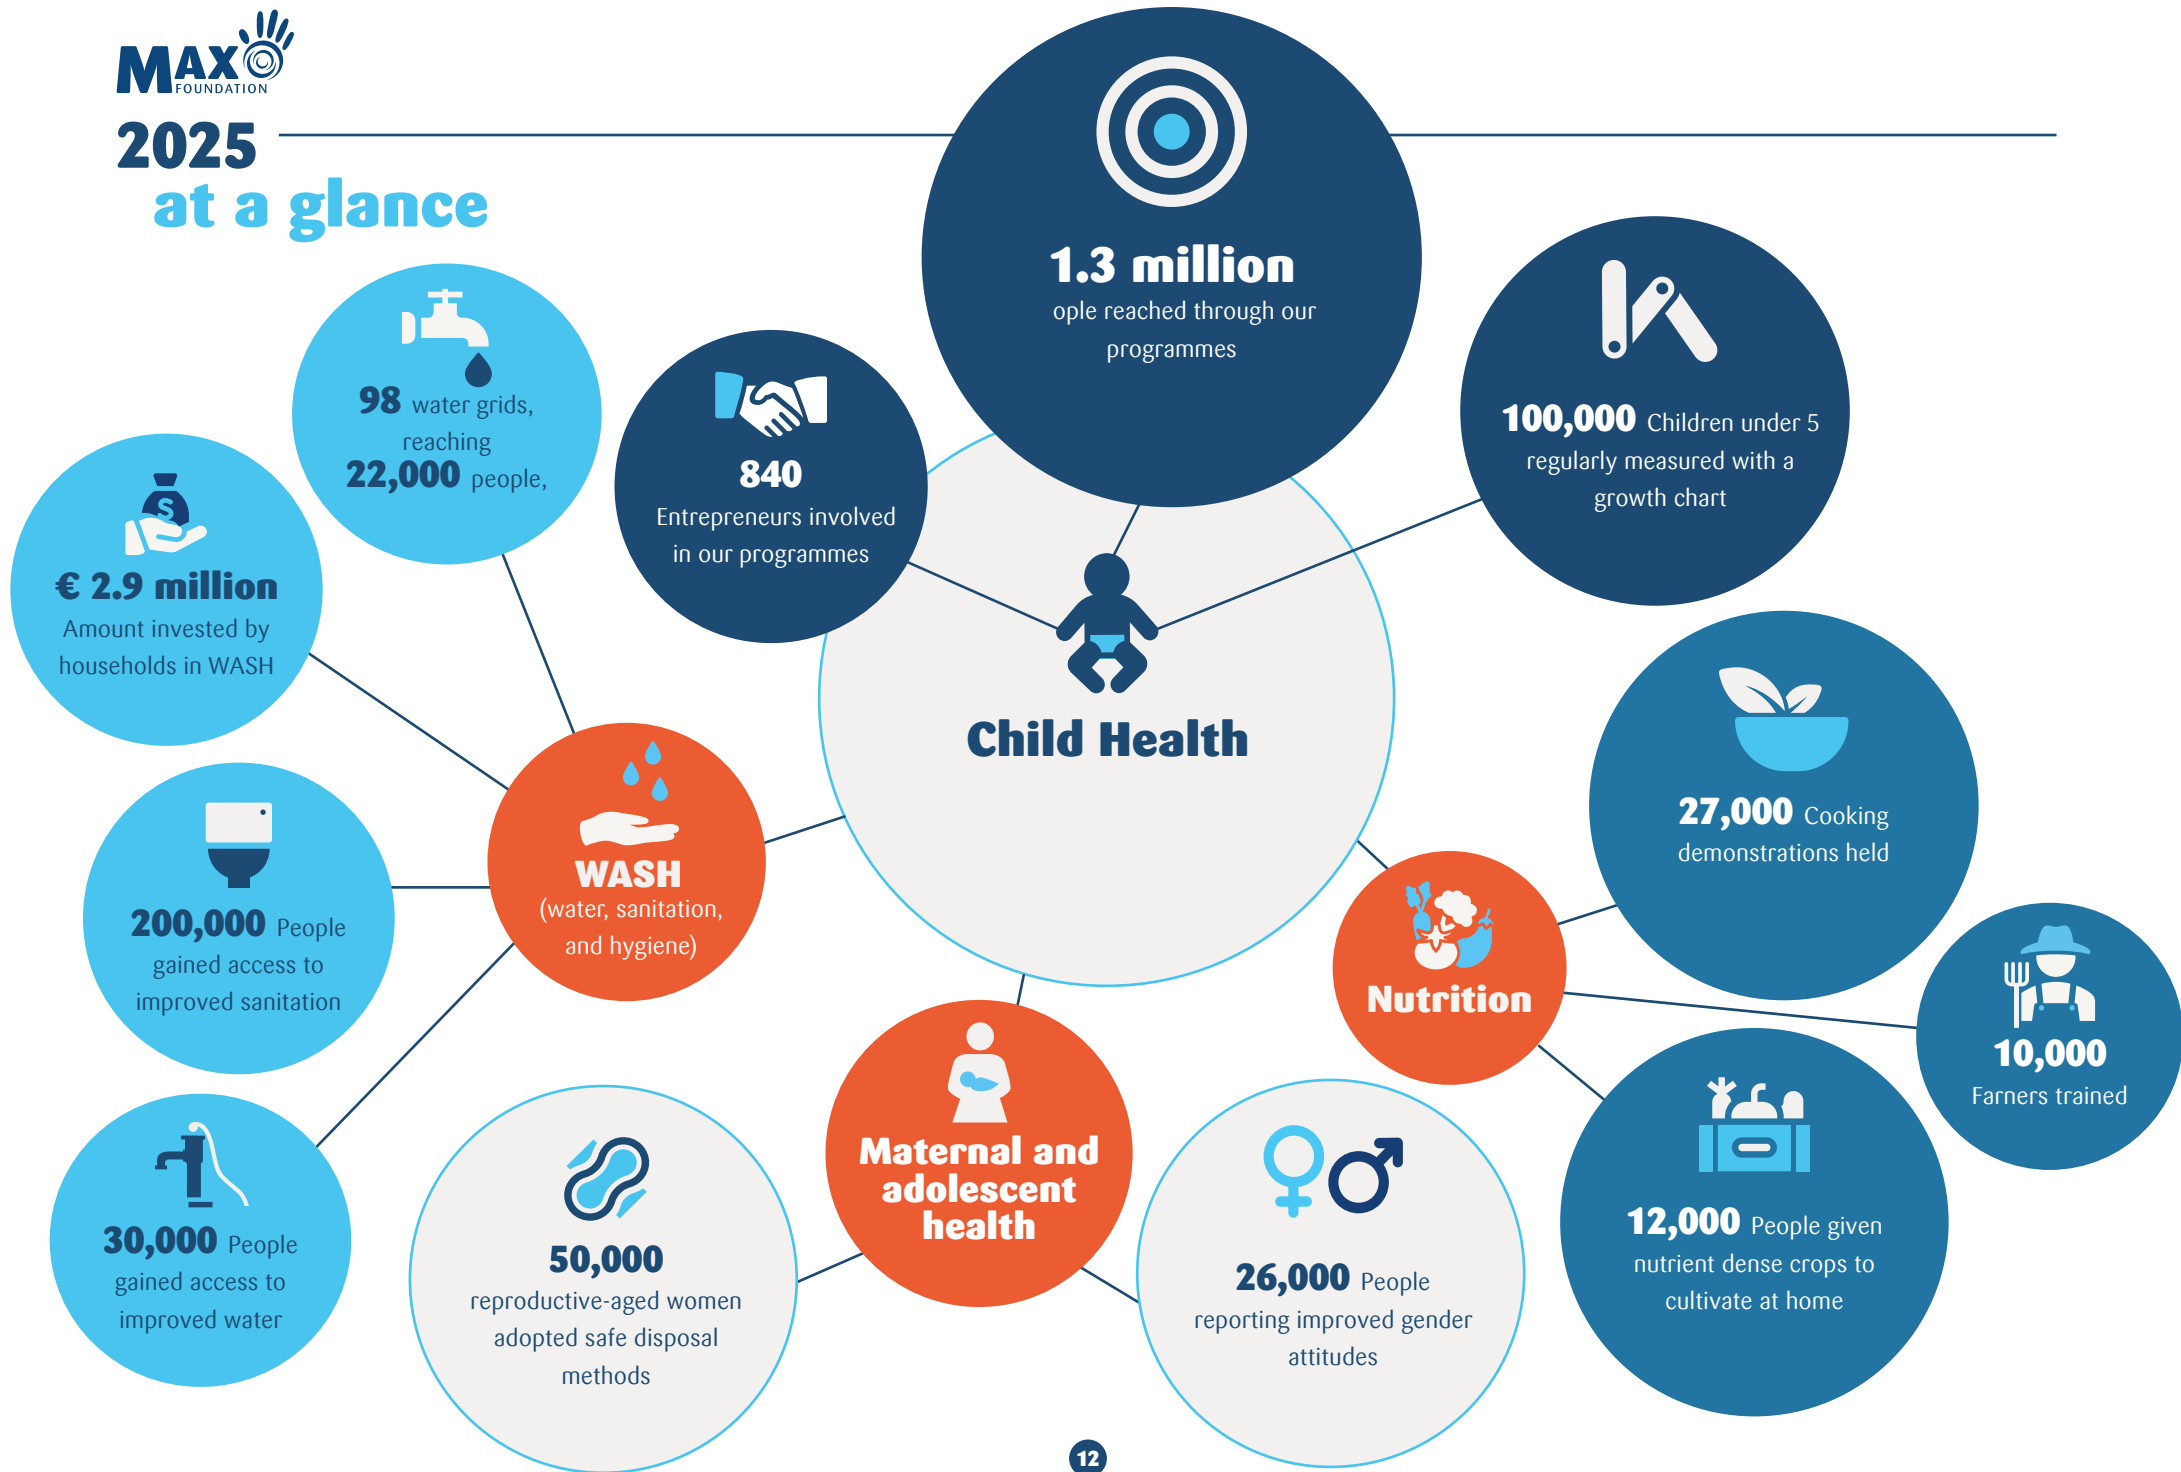 MAX
FOUNDATION
2025
at a glance
1.3 million
ople reached through our
programmes
98 water grids,
reaching
22,000 people,
840
Entrepreneurs involved
in our programmes
100,000 Children under 5
regularly measured with a
growth chart
€ 2.9 million
Amount invested by
households in WASH
S
Child Health
WASH
(water, sanitation,
and hygiene)
27,000 Cooking
demonstrations held
200,000 People
gained access to
improved sanitation
Nutrition
10,000
Farners trained
Maternal and
adolescent
health
30,000 People
gained access to
improved water
50,000
reproductive-aged women
adopted safe disposal
methods
26,000 People
reporting improved gender
attitudes
12,000 People given
nutrient dense crops to
cultivate at home
12